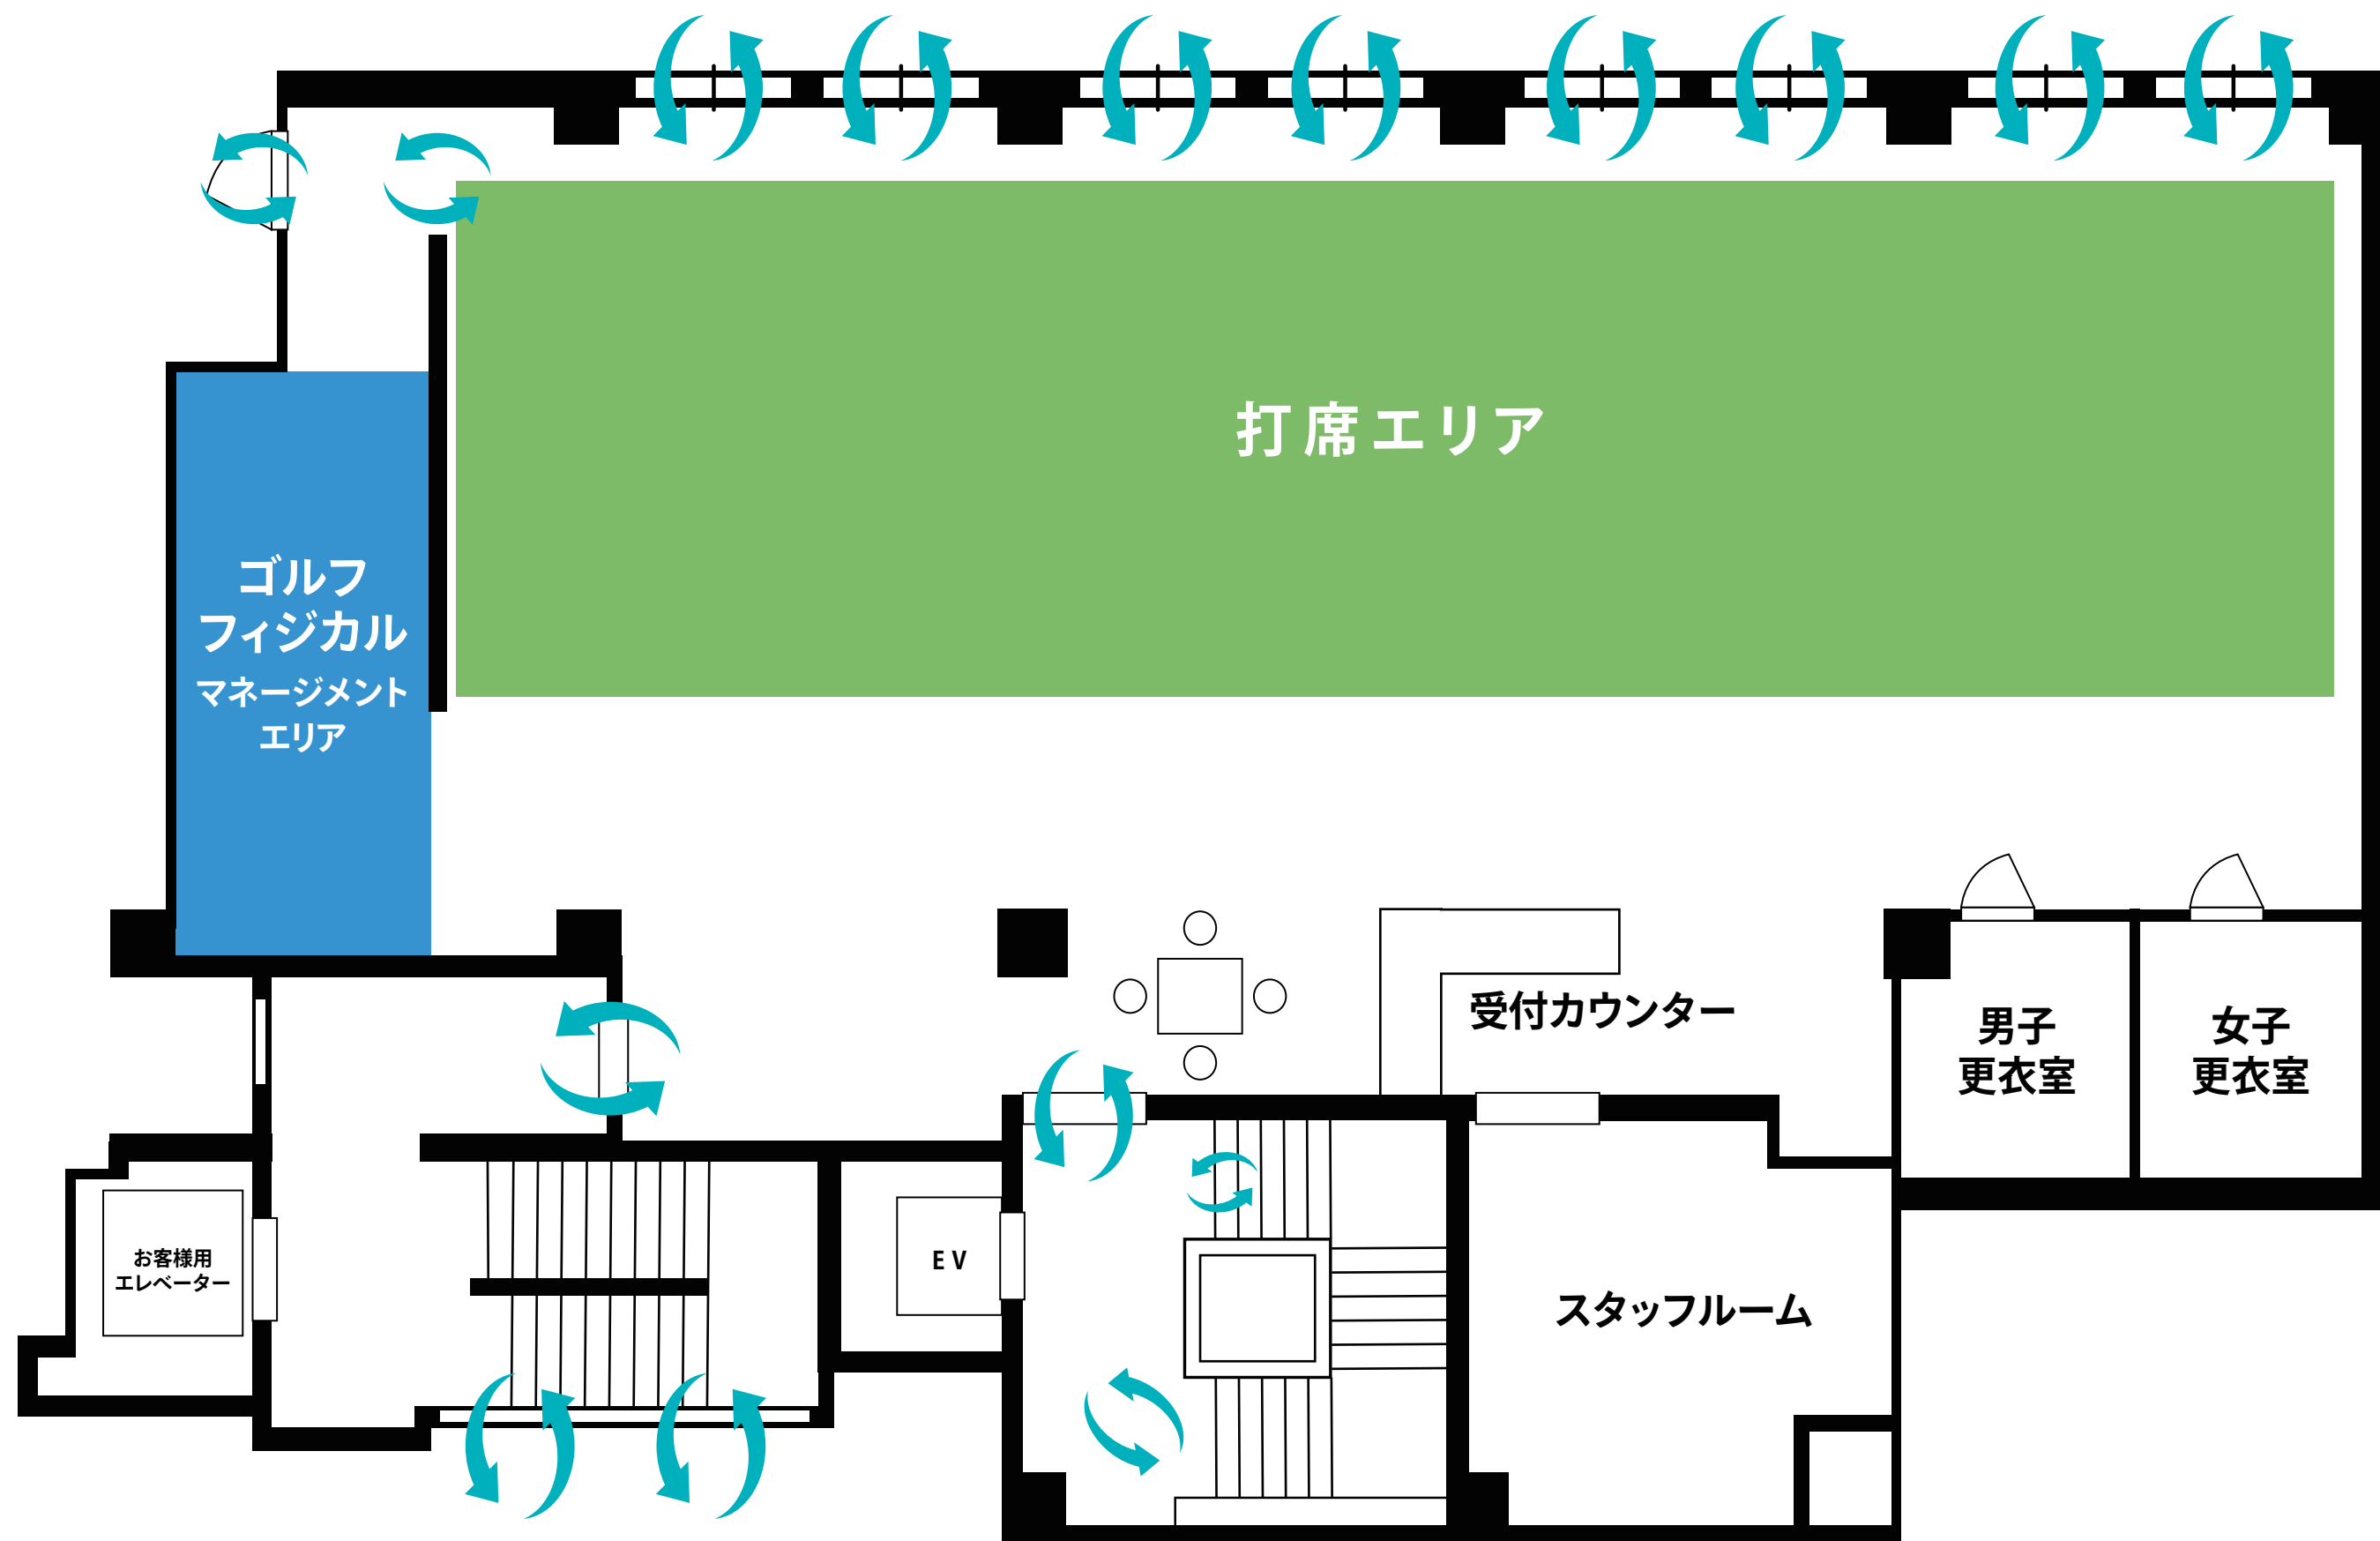 打席エリア
ゴルフ
フィジカル
マネージメント
エリア
受付カウンター
男子
更衣室
女子
更衣室
お客様用
エレベーター
EV
スタッフルーム